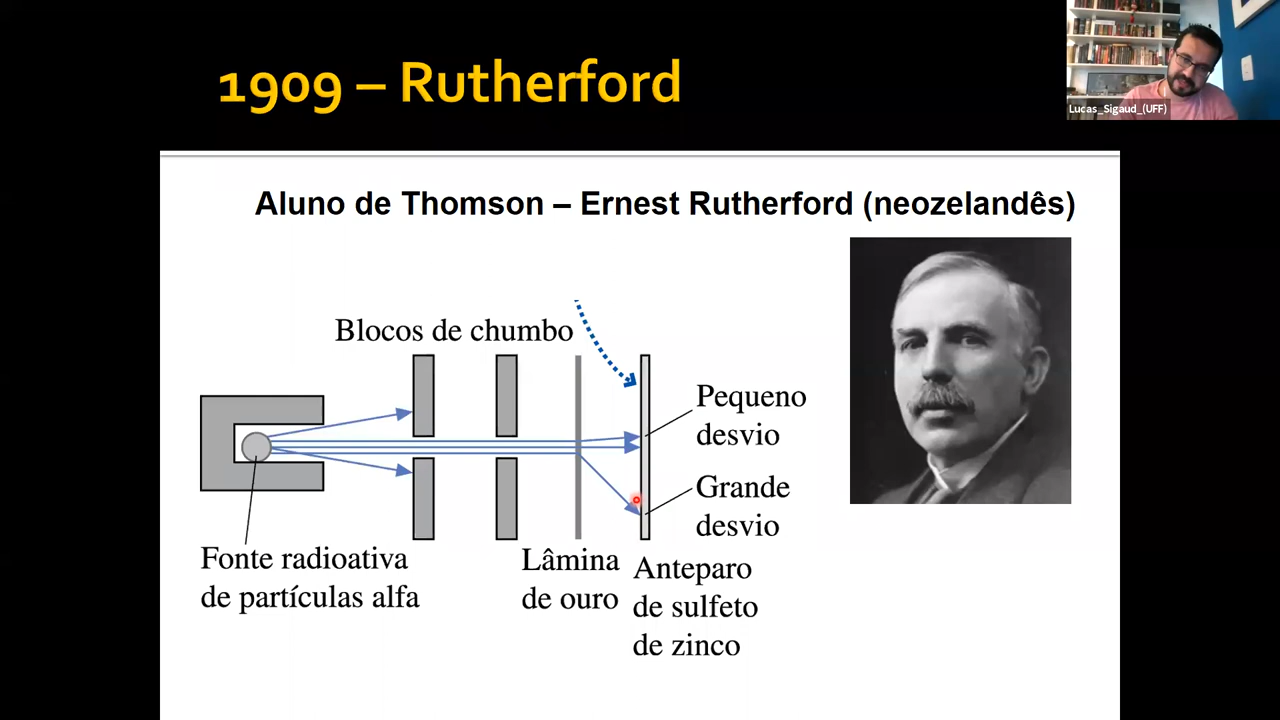 1909 – Rutherford
Lucas_Sigaud_(UFF)
Aluno de Thomson – Ernest Rutherford (neozelandês)
Blocos de chumbo
Pequeno
desvio
Grande
desvio
Fonte radioativa
de partículas alfa
Lâmina
de ouro
Anteparo
de sulfeto
de zinco